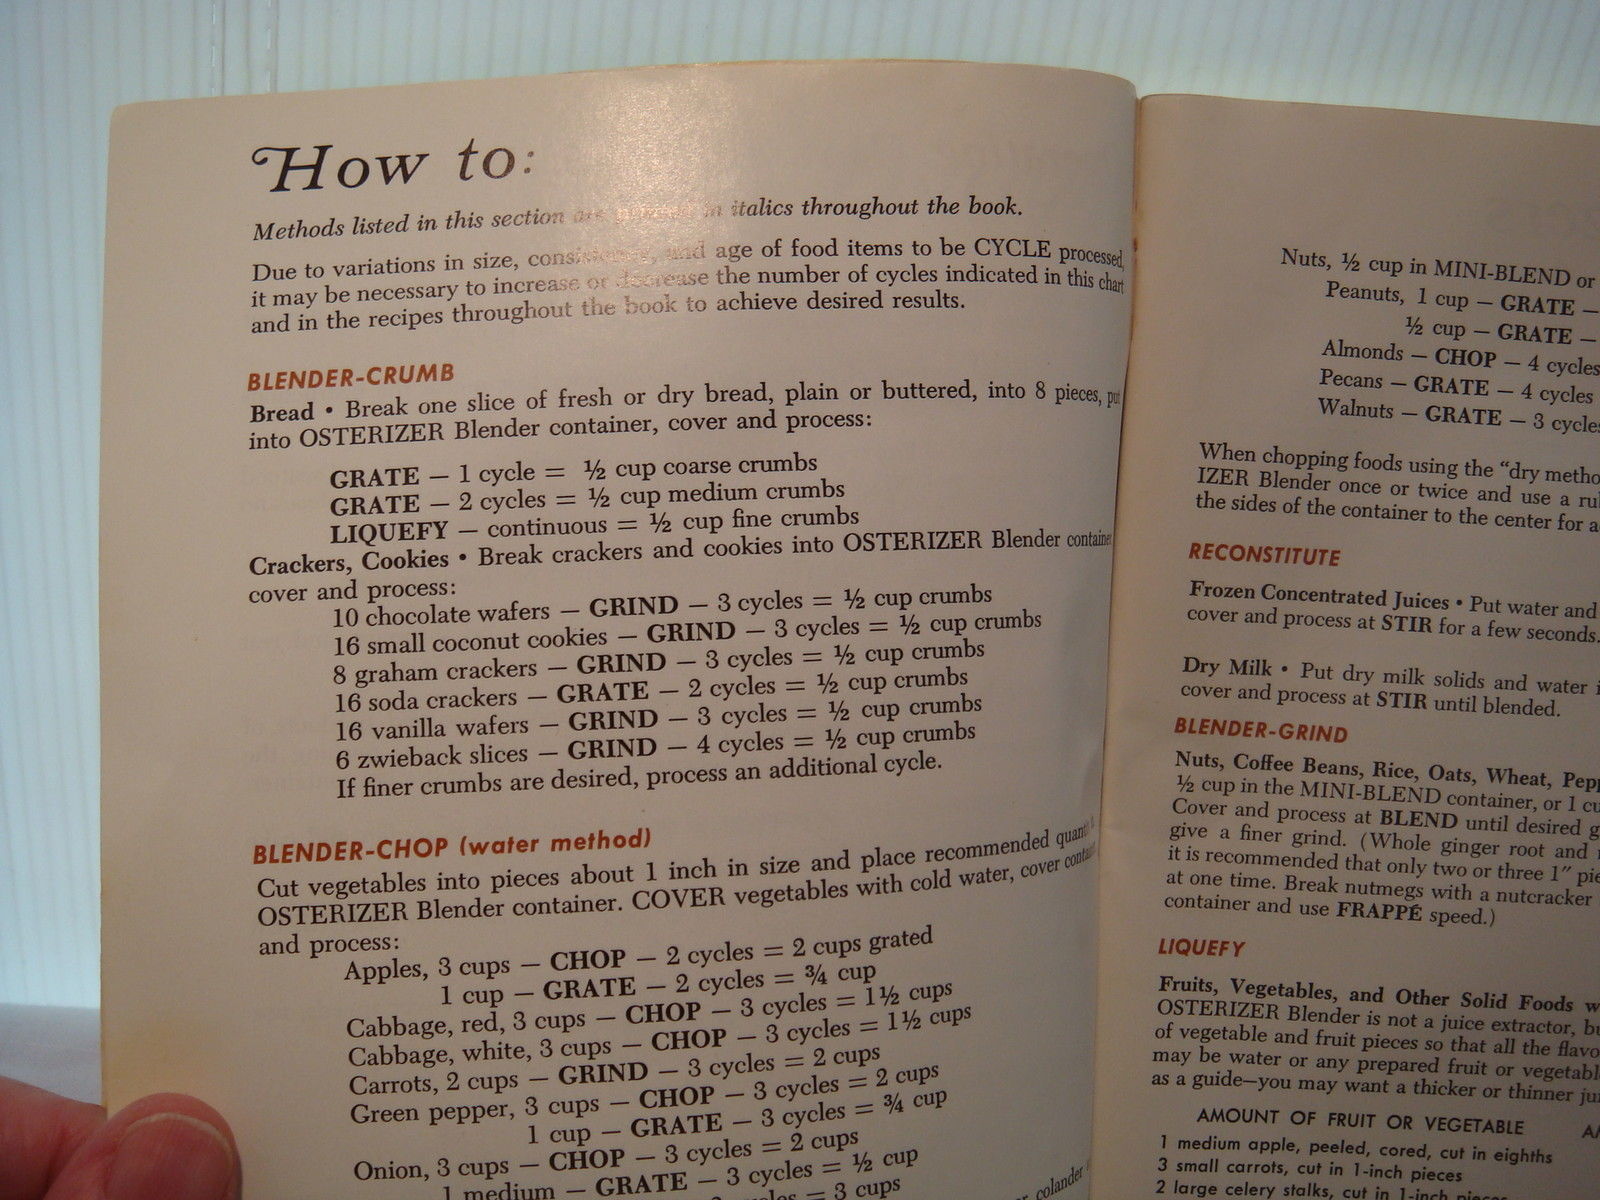 How to:
Methods listed in this section are printed in italics throughout the book.
Due to variations in size, consistency, and age of food items to be CYCLE processed,
it may be necessary to increase or decrease the number of cycles indicated in this chart
and in the recipes throughout the book to achieve desired results.
BLENDER-CRUMB
Bread • Break one slice of fresh or dry bread, plain or buttered, into 8 pieces, put
into OSTERIZER Blender container, cover and process:
GRATE — 1 cycle = ½ cup coarse crumbs
GRATE — 2 cycles = ½ cup medium crumbs
LIQUEFY — continuous = ½ cup fine crumbs
Crackers, Cookies • Break crackers and cookies into OSTERIZER Blender container
cover and process:
10 chocolate wafers — GRIND — 3 cycles = ½ cup crumbs
16 small coconut cookies — GRIND — 3 cycles = ½ cup crumbs
8 graham crackers — GRIND — 3 cycles = ½ cup crumbs
16 soda crackers — GRATE — 2 cycles = ½ cup crumbs
16 vanilla wafers — GRIND — 3 cycles = ½ cup crumbs
6 zwieback slices — GRIND — 4 cycles = ½ cup crumbs
If finer crumbs are desired, process an additional cycle.
BLENDER-CHOP (water method)
Cut vegetables into pieces about 1 inch in size and place recommended
OSTERIZER Blender container. COVER vegetables with cold water, cover
and process:
Apples, 3 cups — CHOP — 2 cycles = 2 cups grated
1 cup — GRATE — 2 cycles = ¾ cup
Cabbage, red, 3 cups — CHOP — 3 cycles = 1½ cups
Cabbage, white, 3 cups — CHOP — 3 cycles = 1½ cups
Carrots, 2 cups — GRIND — 3 cycles = 2 cups
Green pepper, 3 cups — CHOP — 3 cycles = 2 cups
1 cup — GRATE — 3 cycles = ¾ cup
Onion, 3 cups — CHOP — 3 cycles = 2 cups
1 medium — GRATE — 3 cycles = ½ cup
= 3 cups
colander
Nuts, ½ cup in MINI-BLEND or
Peanuts, 1 cup — GRATE —
½ cup — GRATE —
Almonds — CHOP — 4 cycles
Pecans — GRATE — 4 cycles
Walnuts — GRATE — 3 cycles
When chopping foods using the "dry
IZER Blender once or twice and use a
the sides of the container to the center for
RECONSTITUTE
Frozen Concentrated Juices • Put water and
cover and process at STIR for a few seconds.
Dry Milk • Put dry milk solids and water
cover and process at STIR until blended.
BLENDER-GRIND
Nuts, Coffee Beans, Rice, Oats, Wheat,
½ cup in the MINI-BLEND container, or 1
Cover and process at BLEND until desired
give a finer grind. (Whole ginger root and
it is recommended that only two or three 1"
at one time. Break nutmegs with a nutcracker
container and use FRAPPÉ speed.)
LIQUEFY
Fruits, Vegetables, and Other Solid Foods
OSTERIZER Blender is not a juice extractor,
of vegetable and fruit pieces so that all the
may be water or any prepared fruit or
as a guide—you may want a thicker or thinner
AMOUNT OF FRUIT OR VEGETABLE
1 medium apple, peeled, cored, cut in eighths
3 small carrots, cut in 1-inch pieces
2 large celery stalks, cut in 1-inch pieces